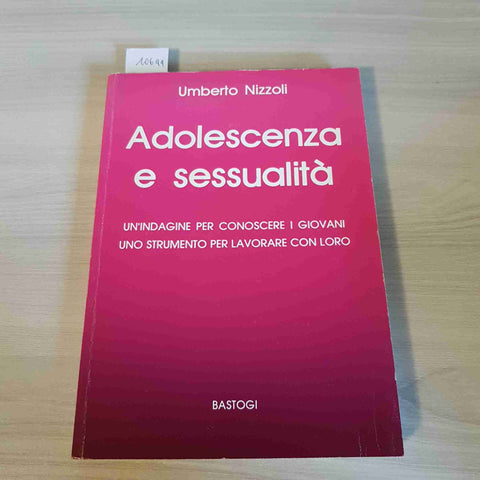 Umberto Nizzoli
Adolescenza
e sessualità
UN'INDAGINE PER CONOSCERE I GIOVANI
UNO STRUMENTO PER LAVORARE CON LORO
BASTOGI